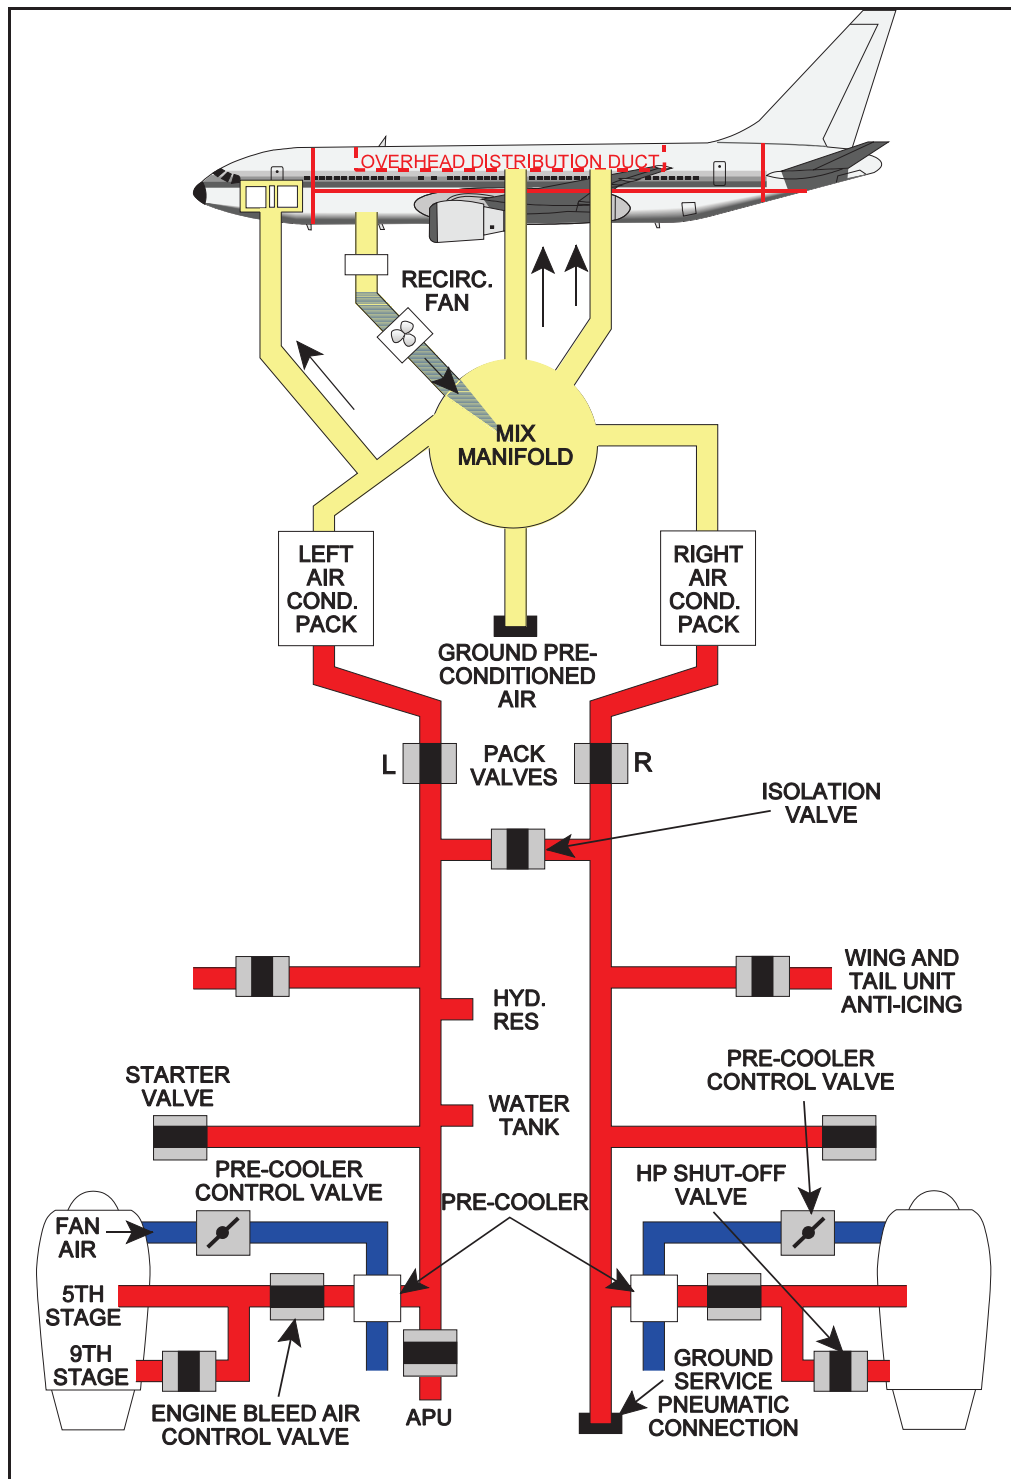 OVERHEAD DISTRIBUTION DUCT
RECIRC.
FAN
MIX
MANIFOLD
LEFT
AIR
COND.
PACK
RIGHT
AIR
COND.
PACK
GROUND PRE-
CONDITIONED
AIR
L
PACK
VALVES
R
ISOLATION
VALVE
WING AND
TAIL UNIT
ANTI-ICING
HYD.
RES
STARTER
VALVE
WATER
TANK
PRE-COOLER
CONTROL VALVE
PRE-COOLER
CONTROL VALVE
HP SHUT-OFF
VALVE
PRE-COOLER
FAN
AIR
5TH
STAGE
9TH
STAGE
ENGINE BLEED AIR
CONTROL VALVE
APU
GROUND
SERVICE
PNEUMATIC
CONNECTION